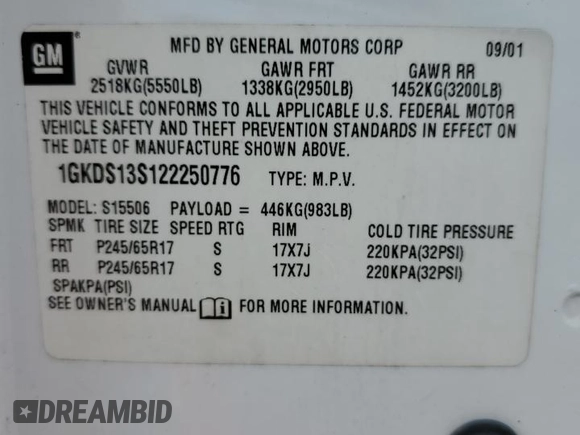 GM
MFD BY GENERAL MOTORS CORP 09/01
GVWR GAWR FRT GAWR RR
2518KG(5550LB) 1338KG(2950LB) 1452KG(3200LB)
THIS VEHICLE CONFORMS TO ALL APPLICABLE U.S. FEDERAL MOTOR
VEHICLE SAFETY AND THEFT PREVENTION STANDARDS IN EFFECT ON
THE DATE OF MANUFACTURE SHOWN ABOVE.
1GKDS13S122250776 TYPE: M.P.V.
MODEL: S15506 PAYLOAD = 446KG(983LB)
SPMK TIRE SIZE SPEED RTG RIM COLD TIRE PRESSURE
FRT P245/65R17 S 17X7J 220KPA(32PSI)
RR P245/65R17 S 17X7J 220KPA(32PSI)
SPAKPA(PSI)
SEE OWNER'S MANUAL FOR MORE INFORMATION.
DREAMBID